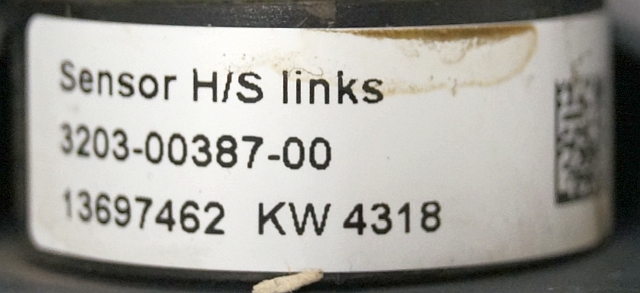 Sensor H/S links
3203-00387-00
13697462 KW 4318